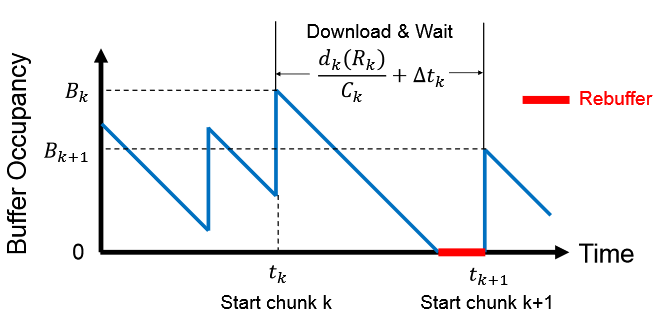 Download & Wait
d_k(R_k)/C_k + Δt_k
B_k
Rebuffer
B_{k+1}
Buffer Occupancy
0
Time
t_k
t_{k+1}
Start chunk k
Start chunk k+1